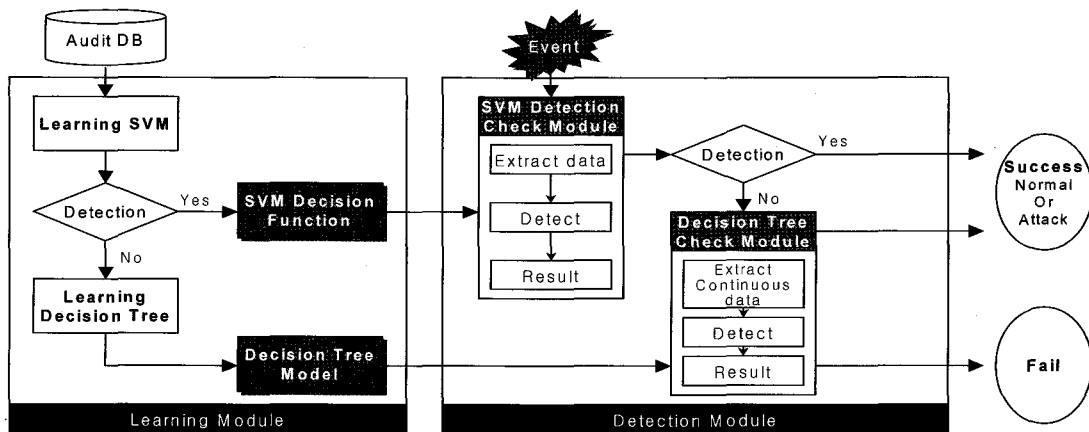 Audit DB
Learning SVM
Detection
Yes
No
SVM Decision
Function
Learning
Decision Tree
Decision Tree
Model
Learning Module
Event
SVM Detection
Check Module
Extract data
Detect
Result
Detection
Yes
No
Decision Tree
Check Module
Extract
Continuous
data
Detect
Result
Detection Module
Success
Normal
Or
Attack
Fail